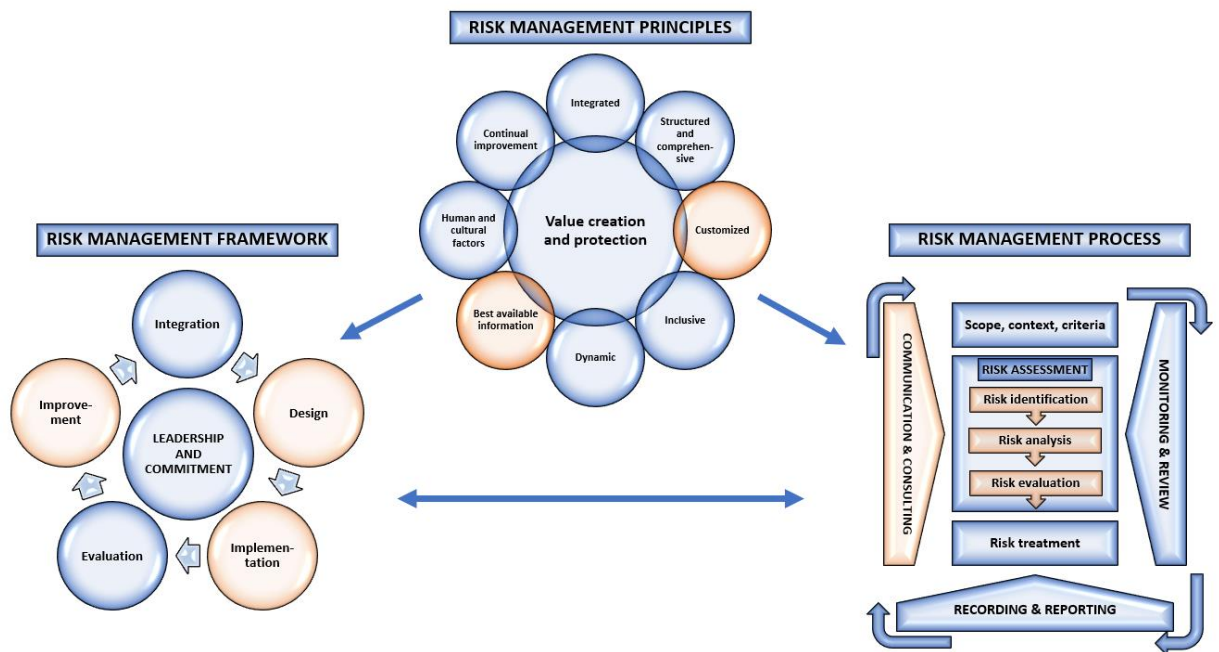 RISK MANAGEMENT PRINCIPLES
Integrated
Structured
and
comprehen-
sive
Customized
Inclusive
Dynamic
Best available
information
Human and
cultural
factors
Continual
improvement
Value creation
and protection
RISK MANAGEMENT FRAMEWORK
Integration
Design
Implemen-
tation
Evaluation
Improve-
ment
LEADERSHIP
AND
COMMITMENT
RISK MANAGEMENT PROCESS
COMMUNICATION & CONSULTING
Scope, context, criteria
RISK ASSESSMENT
Risk identification
Risk analysis
Risk evaluation
Risk treatment
MONITORING & REVIEW
RECORDING & REPORTING